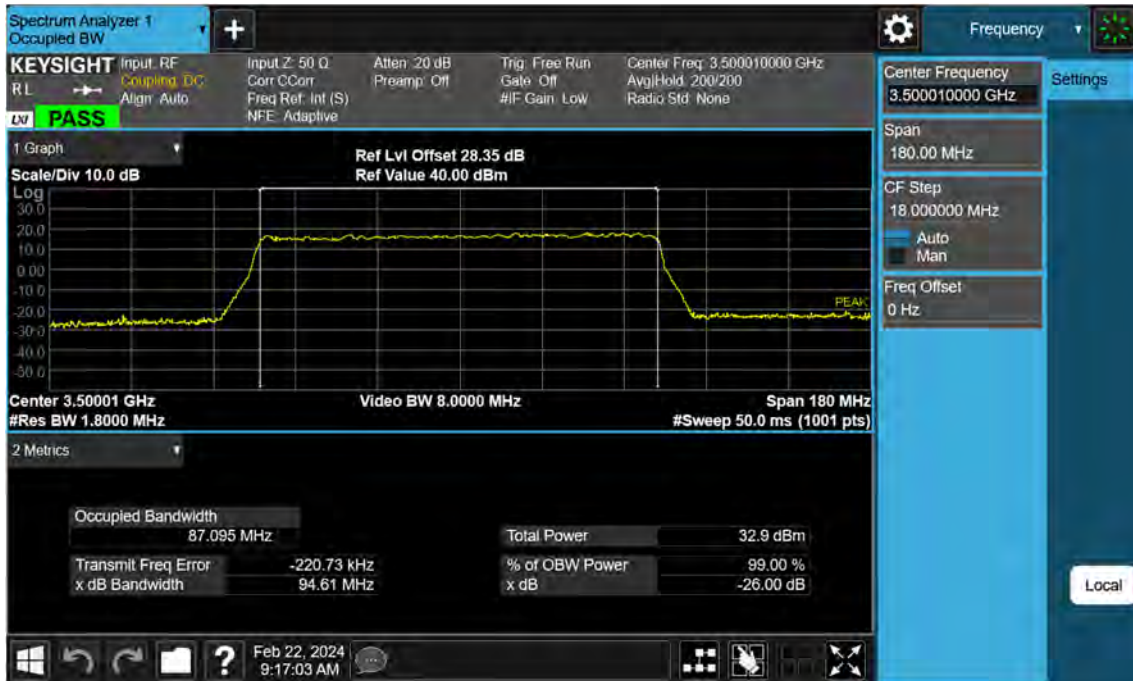 Spectrum Analyzer 1
Occupied BW
+
Frequency
KEYSIGHT
RL
Input: RF
Coupling: DC
Align: Auto
Input Z: 50 Ω
Corr CCorr
Freq Ref: Int (S)
NFE: Adaptive
Atten: 20 dB
Preamp: Off
Trig: Free Run
Gate: Off
#IF Gain: Low
Center Freq: 3.500010000 GHz
Avg|Hold: 200/200
Radio Std: None
LXI PASS
Center Frequency
3.500010000 GHz
Settings
Span
180.00 MHz
CF Step
18.000000 MHz
Auto
Man
Freq Offset
0 Hz
1 Graph
Scale/Div 10.0 dB
Ref Lvl Offset 28.35 dB
Ref Value 40.00 dBm
Log
30.0
20.0
10.0
0.00
-10.0
-20.0
-30.0
-40.0
-50.0
PEAK
Center 3.50001 GHz
#Res BW 1.8000 MHz
Video BW 8.0000 MHz
Span 180 MHz
#Sweep 50.0 ms (1001 pts)
2 Metrics
Occupied Bandwidth
87.095 MHz
Total Power 32.9 dBm
Transmit Freq Error -220.73 kHz
% of OBW Power 99.00 %
x dB Bandwidth 94.61 MHz
x dB -26.00 dB
Local
?
Feb 22, 2024
9:17:03 AM